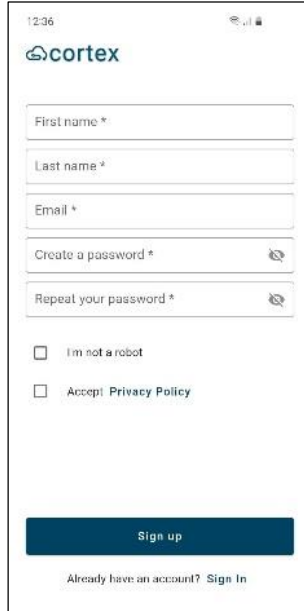 12:36
cortex
First name *
Last name *
Email *
Create a password *
Repeat your password *
I'm not a robot
Accept Privacy Policy
Sign up
Already have an account? Sign In